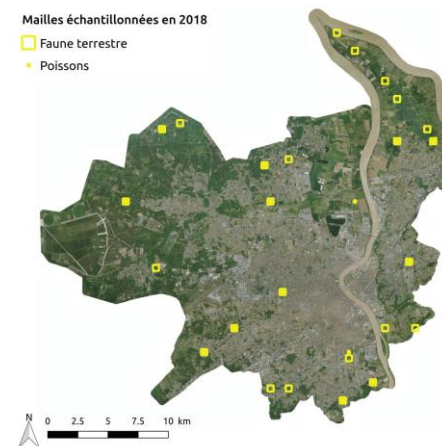 Mailles échantillonnées en 2018
Faune terrestre
Poissons
N
0 2.5 5 7.5 10 km